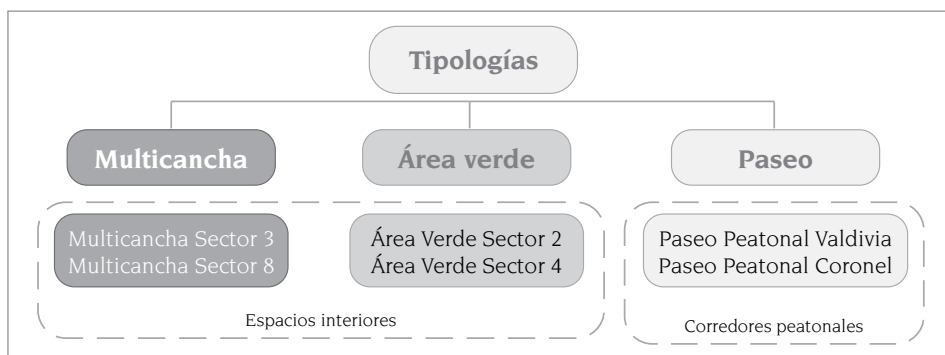 Tipologías
Multicancha
Área verde
Paseo
Multicancha Sector 3
Multicancha Sector 8
Área Verde Sector 2
Área Verde Sector 4
Paseo Peatonal Valdivia
Paseo Peatonal Coronel
Espacios interiores
Corredores peatonales